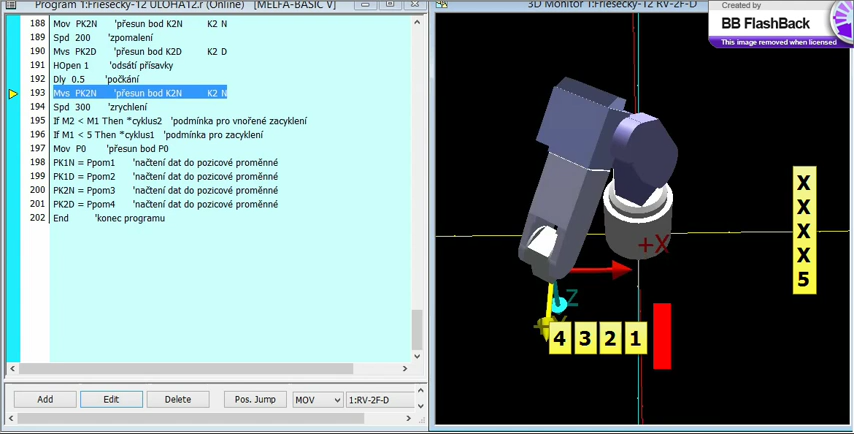 Program 1:Friesecky-12 ULOHA12.r (Online) [MELFA-BASIC V]
188 Mov PK2N 'přesun bod K2N K2 N
189 Spd 200 'zpomalení
190 Mvs PK2D 'přesun bod K2D K2 D
191 HOpen 1 'odsátí přísavky
192 Dly 0.5 'počkání
193 Mvs PK2N 'přesun bod K2N K2 N
194 Spd 300 'zrychlení
195 If M2 < M1 Then *cyklus2 'podmínka pro vnořené zacyklení
196 If M1 < 5 Then *cyklus1 'podmínka pro zacyklení
197 Mov P0 'přesun bod P0
198 PK1N = Ppom1 'načtení dat do pozicové proměnné
199 PK1D = Ppom2 'načtení dat do pozicové proměnné
200 PK2N = Ppom3 'načtení dat do pozicové proměnné
201 PK2D = Ppom4 'načtení dat do pozicové proměnné
202 End 'konec programu
Add Edit Delete Pos. Jump MOV 1:RV-2F-D
3D Monitor 1:Friesecky-12 RV-2F-D
Created by
BB FlashBack
This image removed when licensed
+X
Z
+Y
4 3 2 1
X
X
X
X
5